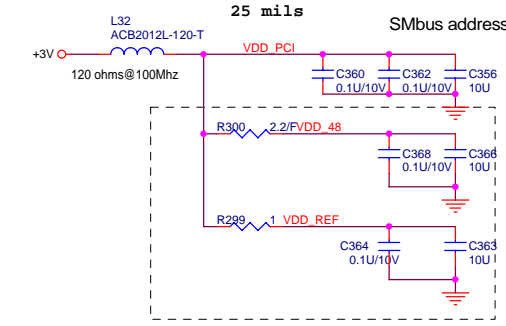 25 mils
SMbus address
L32
ACB2012L-120-T
+3V
VDD_PCI
120 ohms@100Mhz
C360
0.1U/10V
C362
0.1U/10V
C356
10U
R300
2.2/F
VDD_48
C368
0.1U/10V
C366
10U
R299
1
VDD_REF
C364
0.1U/10V
C363
10U